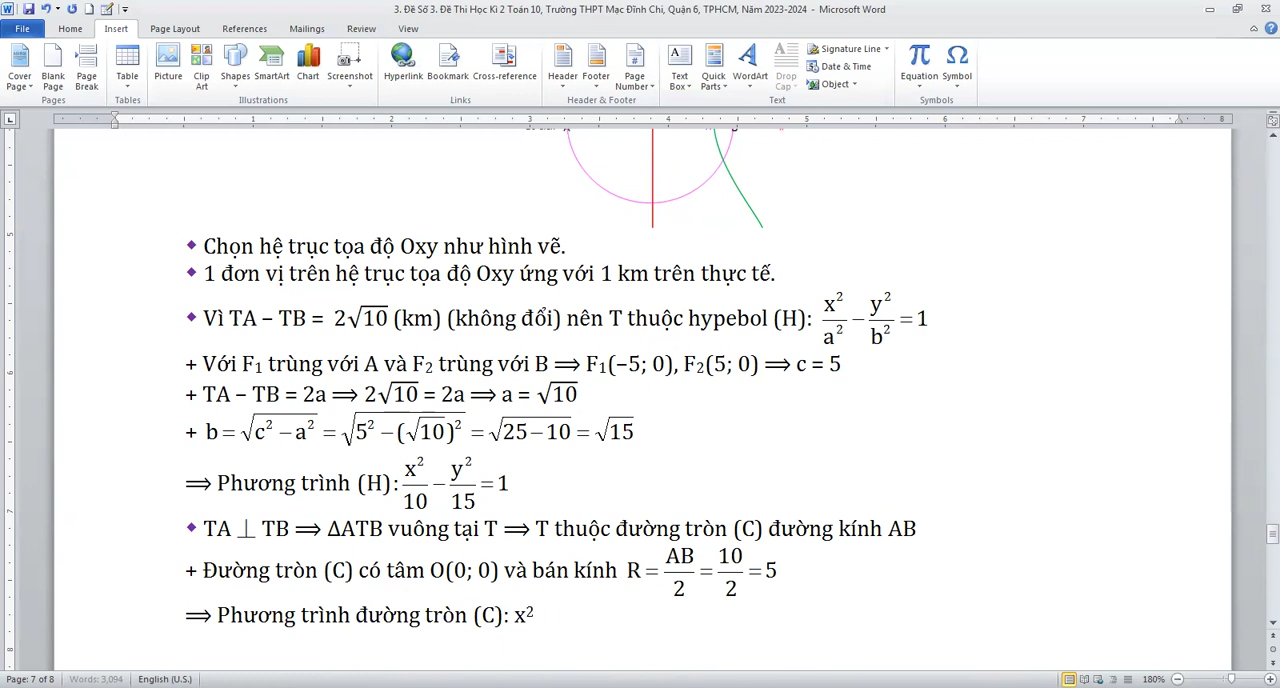 3. Đề Số 3. Đề Thi Học Kì 2 Toán 10, Trường THPT Mạc Đĩnh Chi, Quận 6, TPHCM, Năm 2023-2024 - Microsoft Word
File Home Insert Page Layout References Mailings Review View
Cover Page Blank Page Page Break Table Picture Clip Art Shapes SmartArt Chart Screenshot Hyperlink Bookmark Cross-reference Header Footer Page Number Text Box Quick Parts WordArt Drop Cap Signature Line Date & Time Object Equation Symbol
Pages Tables Illustrations Links Header & Footer Text Symbols
1 2 3 4 5 6 7 8
Chọn hệ trục tọa độ Oxy như hình vẽ.
1 đơn vị trên hệ trục tọa độ Oxy ứng với 1 km trên thực tế.
Vì TA – TB = 2√10 (km) (không đổi) nên T thuộc hypebol (H): x²/a² − y²/b² = 1
+ Với F₁ trùng với A và F₂ trùng với B ⟹ F₁(−5; 0), F₂(5; 0) ⟹ c = 5
+ TA – TB = 2a ⟹ 2√10 = 2a ⟹ a = √10
+ b = √(c² − a²) = √(5² − (√10)²) = √(25 − 10) = √15
⟹ Phương trình (H): x²/10 − y²/15 = 1
TA ⊥ TB ⟹ ΔATB vuông tại T ⟹ T thuộc đường tròn (C) đường kính AB
+ Đường tròn (C) có tâm O(0; 0) và bán kính R = AB/2 = 10/2 = 5
⟹ Phương trình đường tròn (C): x²
Page: 7 of 8 Words: 3,094 English (U.S.) 180%